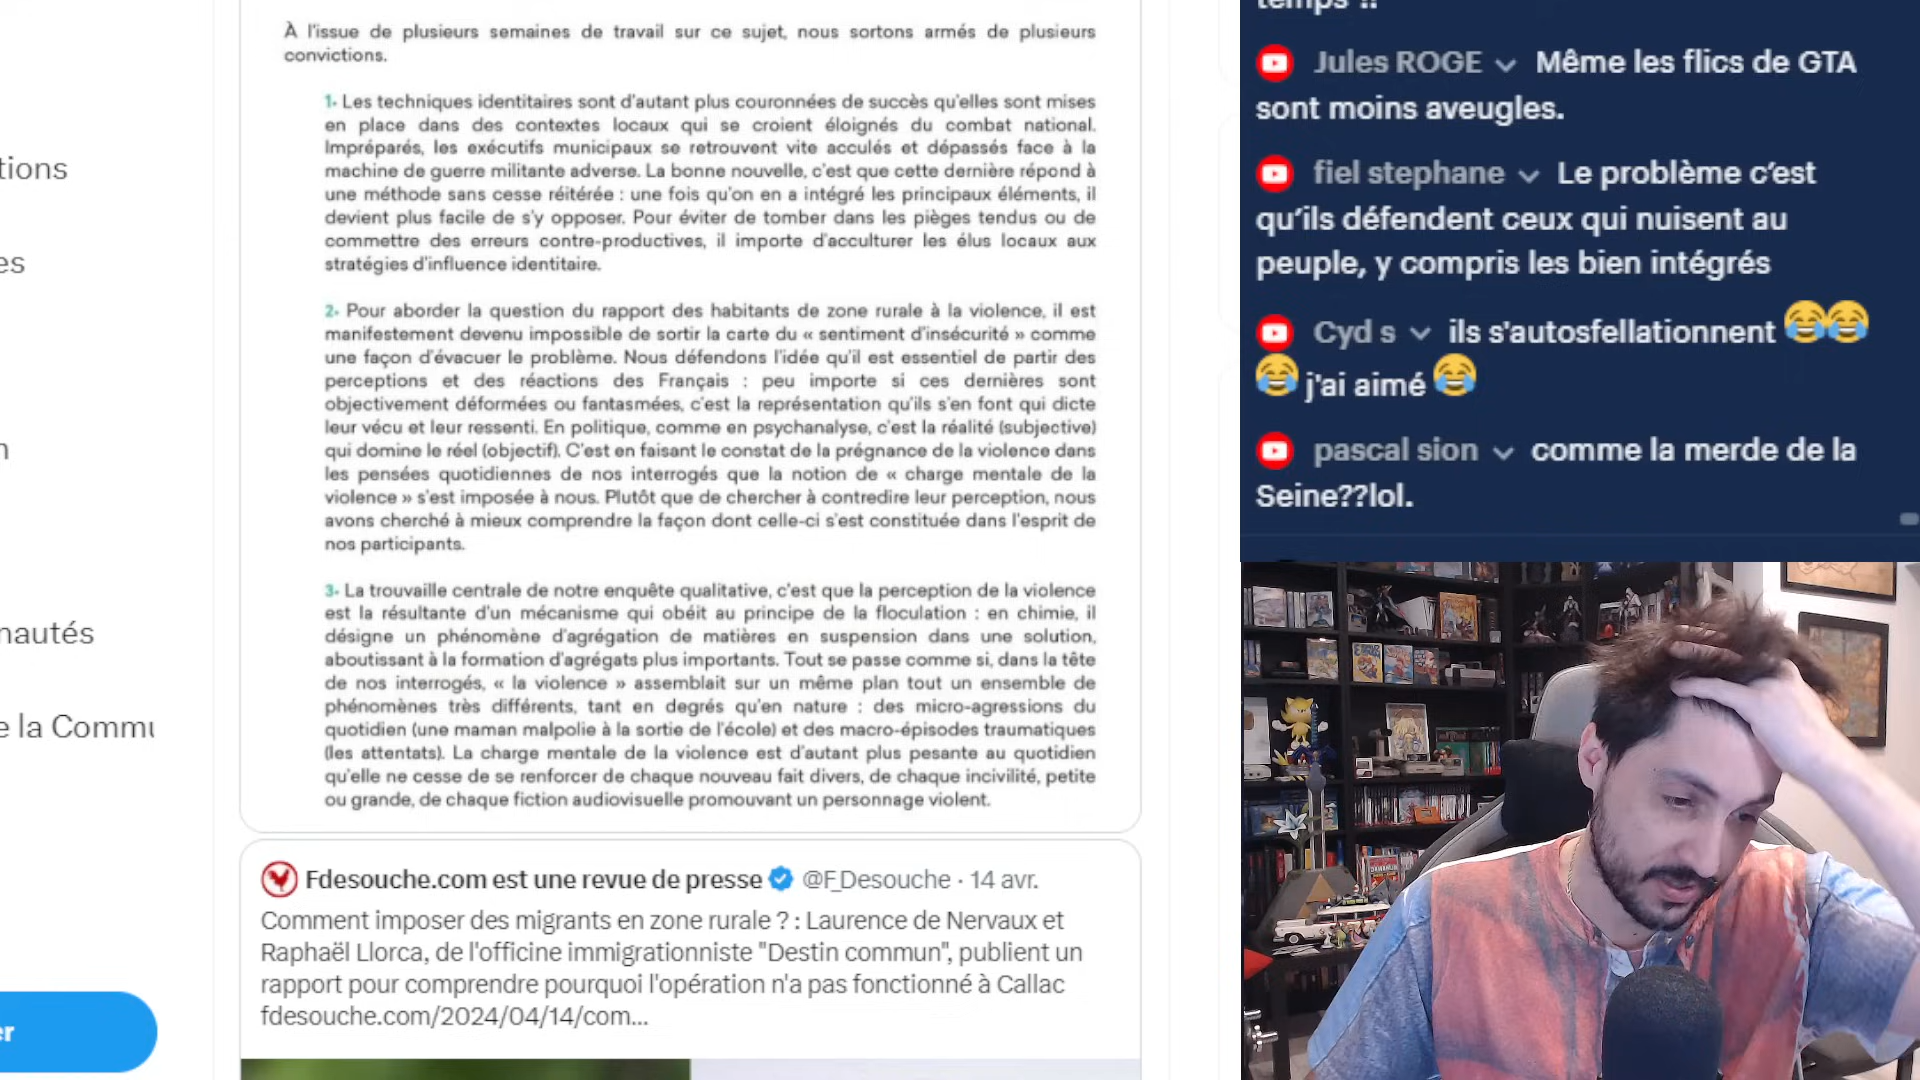 À l'issue de plusieurs semaines de travail sur ce sujet, nous sortons armés de plusieurs
convictions.
1• Les techniques identitaires sont d'autant plus couronnées de succès qu'elles sont mises
en place dans des contextes locaux qui se croient éloignés du combat national.
Impréparés, les exécutifs municipaux se retrouvent vite acculés et dépassés face à la
machine de guerre militante adverse. La bonne nouvelle, c'est que cette dernière répond à
une méthode sans cesse réitérée : une fois qu'on en a intégré les principaux éléments, il
devient plus facile de s'y opposer. Pour éviter de tomber dans les pièges tendus ou de
commettre des erreurs contre-productives, il importe d'acculturer les élus locaux aux
stratégies d'influence identitaire.
2• Pour aborder la question du rapport des habitants de zone rurale à la violence, il est
manifestement devenu impossible de sortir la carte du « sentiment d'insécurité » comme
une façon d'évacuer le problème. Nous défendons l'idée qu'il est essentiel de partir des
perceptions et des réactions des Français : peu importe si ces dernières sont
objectivement déformées ou fantasmées, c'est la représentation qu'ils s'en font qui dicte
leur vécu et leur ressenti. En politique, comme en psychanalyse, c'est la réalité (subjective)
qui domine le réel (objectif). C'est en faisant le constat de la prégnance de la violence dans
les pensées quotidiennes de nos interrogés que la notion de « charge mentale de la
violence » s'est imposée à nous. Plutôt que de chercher à contredire leur perception, nous
avons cherché à mieux comprendre la façon dont celle-ci s'est constituée dans l'esprit de
nos participants.
3• La trouvaille centrale de notre enquête qualitative, c'est que la perception de la violence
est la résultante d'un mécanisme qui obéit au principe de la floculation : en chimie, il
désigne un phénomène d'agrégation de matières en suspension dans une solution,
aboutissant à la formation d'agrégats plus importants. Tout se passe comme si, dans la tête
de nos interrogés, « la violence » assemblait sur un même plan tout un ensemble de
phénomènes très différents, tant en degrés qu'en nature : des micro-agressions du
quotidien (une maman malpolie à la sortie de l'école) et des macro-épisodes traumatiques
(les attentats). La charge mentale de la violence est d'autant plus pesante au quotidien
qu'elle ne cesse de se renforcer de chaque nouveau fait divers, de chaque incivilité, petite
ou grande, de chaque fiction audiovisuelle promouvant un personnage violent.
Fdesouche.com est une revue de presse @F_Desouche · 14 avr.
Comment imposer des migrants en zone rurale ? : Laurence de Nervaux et
Raphaël Llorca, de l'officine immigrationniste "Destin commun", publient un
rapport pour comprendre pourquoi l'opération n'a pas fonctionné à Callac
fdesouche.com/2024/04/14/com...
tions
es
n
nautés
e la Commu
er
temps !!
Jules ROGE Même les flics de GTA
sont moins aveugles.
fiel stephane Le problème c’est
qu’ils défendent ceux qui nuisent au
peuple, y compris les bien intégrés
Cyd s ils s'autosfellationnent 😂😂
😂 j'ai aimé 😂
pascal sion comme la merde de la
Seine??lol.